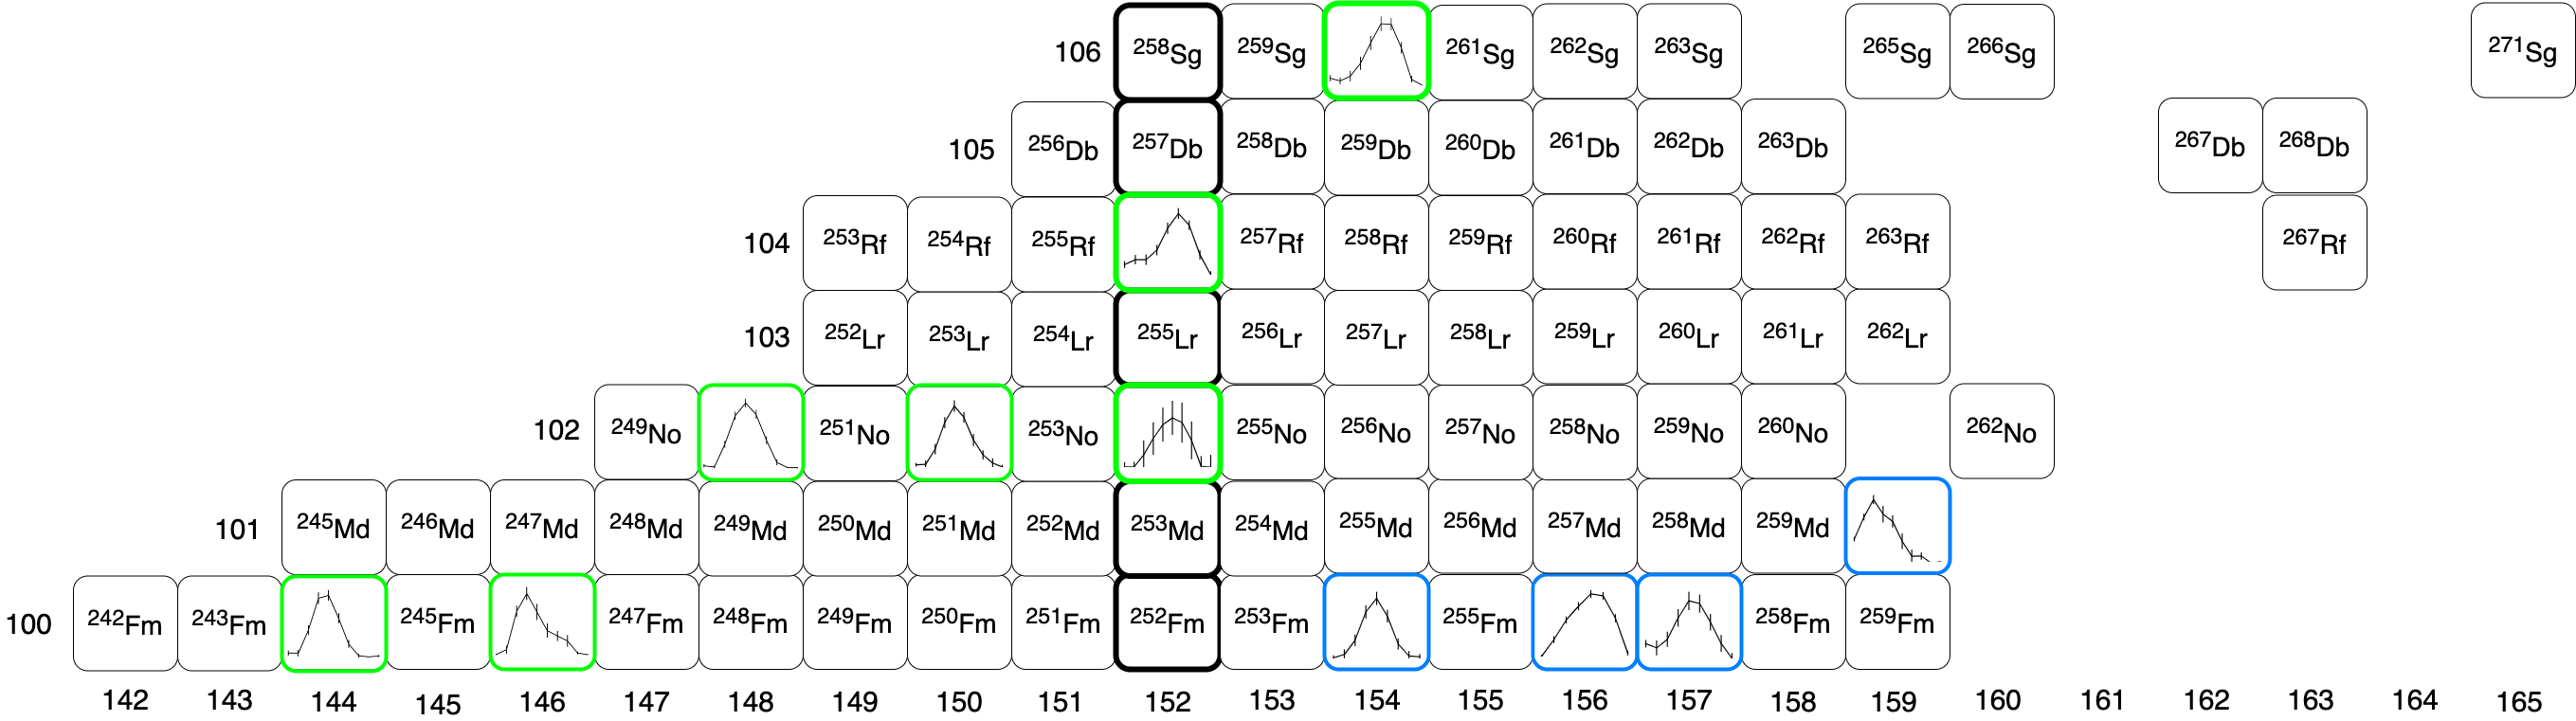 106 ²⁵⁸Sg ²⁵⁹Sg ²⁶¹Sg ²⁶²Sg ²⁶³Sg ²⁶⁵Sg ²⁶⁶Sg ²⁷¹Sg
105 ²⁵⁶Db ²⁵⁷Db ²⁵⁸Db ²⁵⁹Db ²⁶⁰Db ²⁶¹Db ²⁶²Db ²⁶³Db ²⁶⁷Db ²⁶⁸Db
104 ²⁵³Rf ²⁵⁴Rf ²⁵⁵Rf ²⁵⁷Rf ²⁵⁸Rf ²⁵⁹Rf ²⁶⁰Rf ²⁶¹Rf ²⁶²Rf ²⁶³Rf ²⁶⁷Rf
103 ²⁵²Lr ²⁵³Lr ²⁵⁴Lr ²⁵⁵Lr ²⁵⁶Lr ²⁵⁷Lr ²⁵⁸Lr ²⁵⁹Lr ²⁶⁰Lr ²⁶¹Lr ²⁶²Lr
102 ²⁴⁹No ²⁵¹No ²⁵³No ²⁵⁵No ²⁵⁶No ²⁵⁷No ²⁵⁸No ²⁵⁹No ²⁶⁰No ²⁶²No
101 ²⁴⁵Md ²⁴⁶Md ²⁴⁷Md ²⁴⁸Md ²⁴⁹Md ²⁵⁰Md ²⁵¹Md ²⁵²Md ²⁵³Md ²⁵⁴Md ²⁵⁵Md ²⁵⁶Md ²⁵⁷Md ²⁵⁸Md ²⁵⁹Md
100 ²⁴²Fm ²⁴³Fm ²⁴⁵Fm ²⁴⁷Fm ²⁴⁸Fm ²⁴⁹Fm ²⁵⁰Fm ²⁵¹Fm ²⁵²Fm ²⁵³Fm ²⁵⁵Fm ²⁵⁸Fm ²⁵⁹Fm
142 143 144 145 146 147 148 149 150 151 152 153 154 155 156 157 158 159 160 161 162 163 164 165